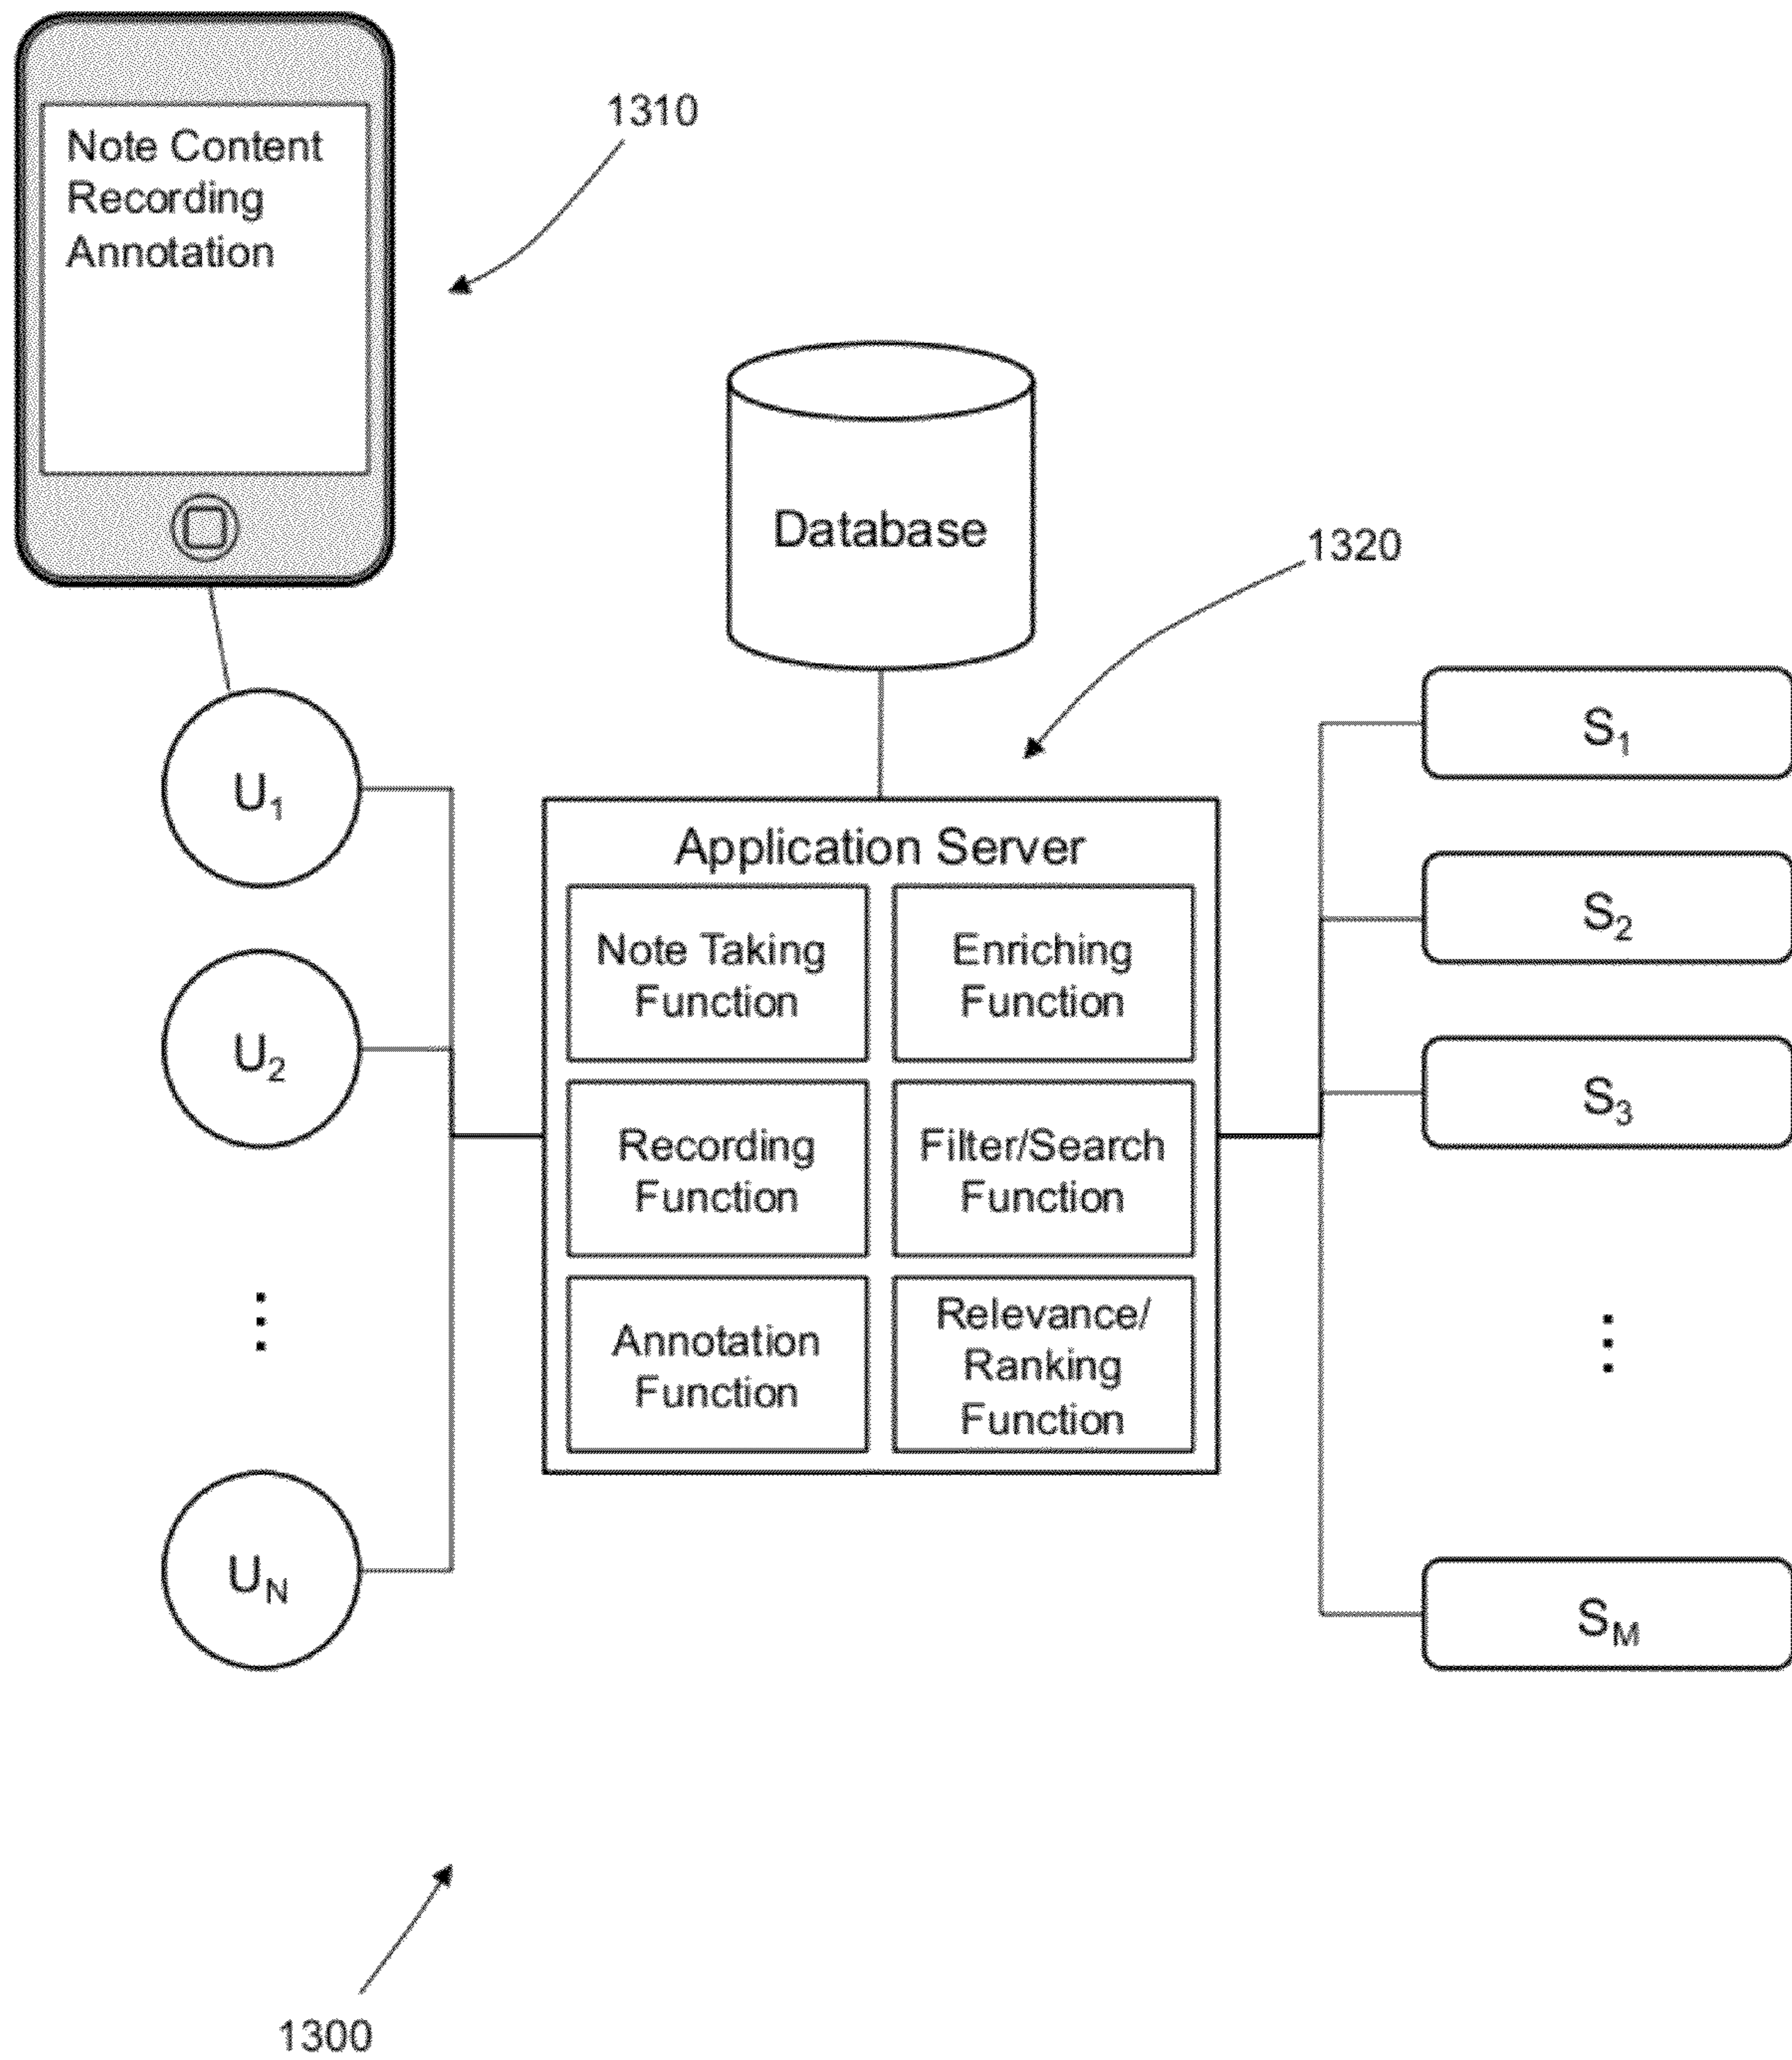 1310
Note Content
Recording
Annotation
Database
1320
U1
U2
UN
Application Server
Note Taking
Function
Enriching
Function
Recording
Function
Filter/Search
Function
Annotation
Function
Relevance/
Ranking
Function
S1
S2
S3
SM
1300